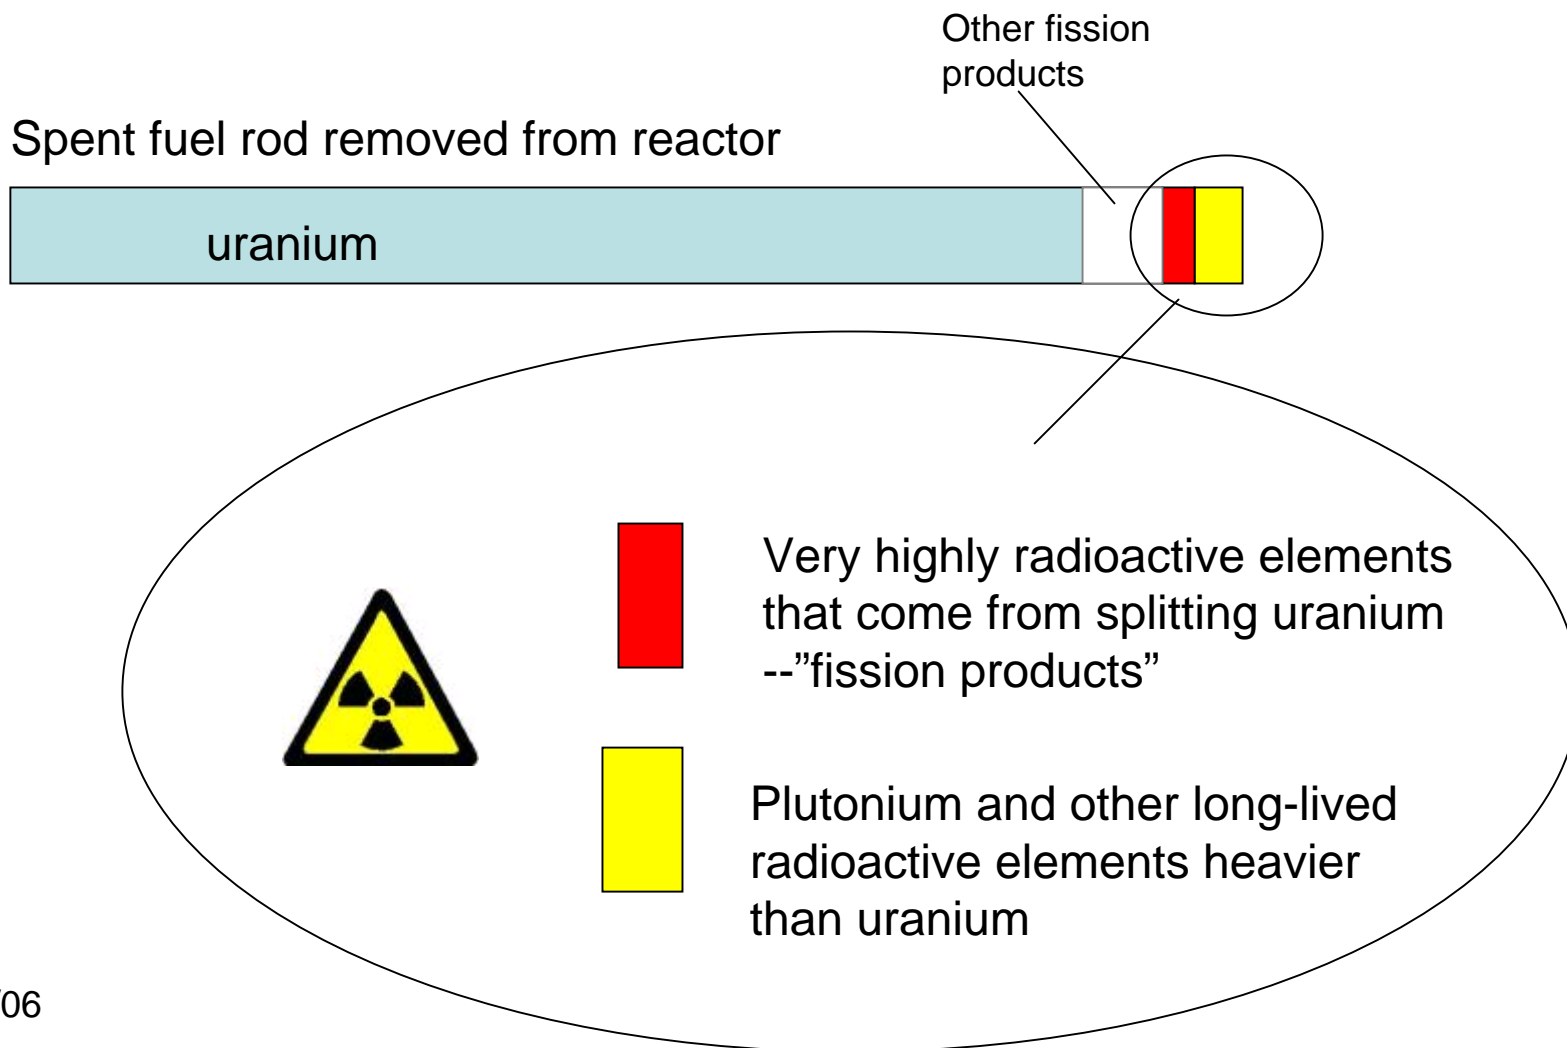 Other fission
products
Spent fuel rod removed from reactor
uranium
Very highly radioactive elements
that come from splitting uranium
--”fission products”
Plutonium and other long-lived
radioactive elements heavier
than uranium
/06